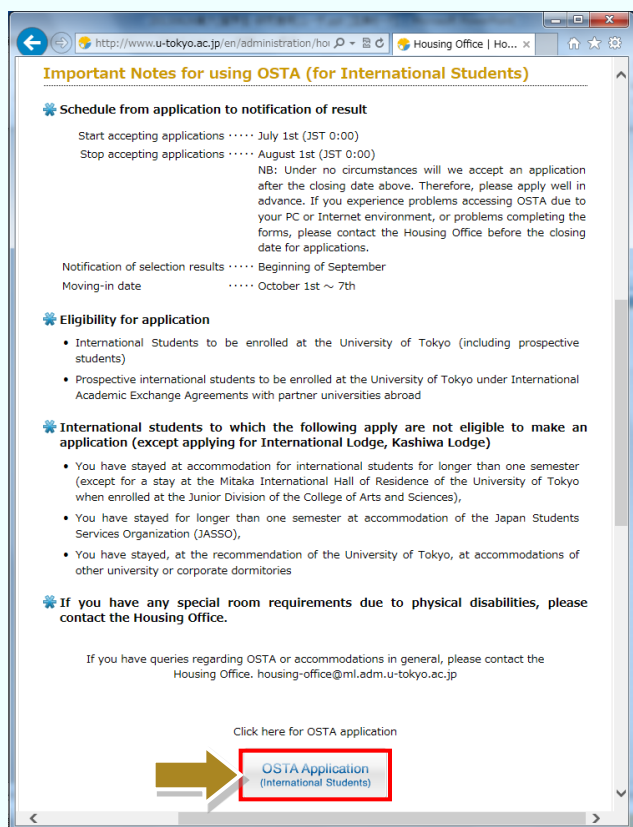 http://www.u-tokyo.ac.jp/en/administration/hou
Housing Office | Ho...
Important Notes for using OSTA (for International Students)
Schedule from application to notification of result
Start accepting applications ····· July 1st (JST 0:00)
Stop accepting applications ····· August 1st (JST 0:00)
NB: Under no circumstances will we accept an application
after the closing date above. Therefore, please apply well in
advance. If you experience problems accessing OSTA due to
your PC or Internet environment, or problems completing the
forms, please contact the Housing Office before the closing
date for applications.
Notification of selection results ····· Beginning of September
Moving-in date ····· October 1st ～ 7th
Eligibility for application
• International Students to be enrolled at the University of Tokyo (including prospective
students)
• Prospective international students to be enrolled at the University of Tokyo under International
Academic Exchange Agreements with partner universities abroad
International students to which the following apply are not eligible to make an
application (except applying for International Lodge, Kashiwa Lodge)
• You have stayed at accommodation for international students for longer than one semester
(except for a stay at the Mitaka International Hall of Residence of the University of Tokyo
when enrolled at the Junior Division of the College of Arts and Sciences),
• You have stayed for longer than one semester at accommodation of the Japan Students
Services Organization (JASSO),
• You have stayed, at the recommendation of the University of Tokyo, at accommodations of
other university or corporate dormitories
If you have any special room requirements due to physical disabilities, please
contact the Housing Office.
If you have queries regarding OSTA or accommodations in general, please contact the
Housing Office. housing-office@ml.adm.u-tokyo.ac.jp
Click here for OSTA application
OSTA Application
(International Students)